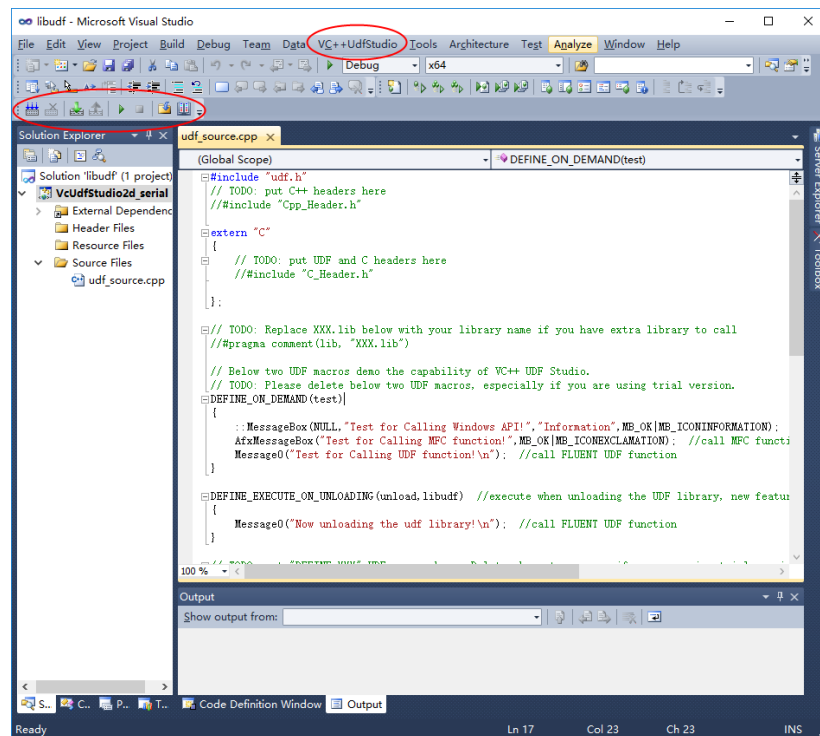 libudf - Microsoft Visual Studio
File Edit View Project Build Debug Team Data VC++UdfStudio Tools Architecture Test Analyze Window Help
Debug x64
Solution Explorer
udf_source.cpp
(Global Scope) DEFINE_ON_DEMAND(test)
Solution 'libudf' (1 project)
VcUdfStudio2d_serial
External Dependenc
Header Files
Resource Files
Source Files
udf_source.cpp
#include "udf.h"
// TODO: put C++ headers here
//#include "Cpp_Header.h"
extern "C"
{
// TODO: put UDF and C headers here
//#include "C_Header.h"
};
// TODO: Replace XXX.lib below with your library name if you have extra library to call
//#pragma comment(lib, "XXX.lib")
// Below two UDF macros demo the capability of VC++ UDF Studio.
// TODO: Please delete below two UDF macros, especially if you are using trial version.
DEFINE_ON_DEMAND(test)
{
::MessageBox(NULL,"Test for Calling Windows API!","Information",MB_OK|MB_ICONINFORMATION);
AfxMessageBox("Test for Calling MFC function!",MB_OK|MB_ICONEXCLAMATION); //call MFC functi
Message0("Test for Calling UDF function!\n"); //call FLUENT UDF function
}
DEFINE_EXECUTE_ON_UNLOADING(unload,libudf) //execute when unloading the UDF library, new featur
{
Message0("Now unloading the udf library!\n"); //call FLUENT UDF function
}
100 %
Server Explorer
Toolbox
Output
Show output from:
S... C... P... T...
Code Definition Window Output
Ready Ln 17 Col 23 Ch 23 INS